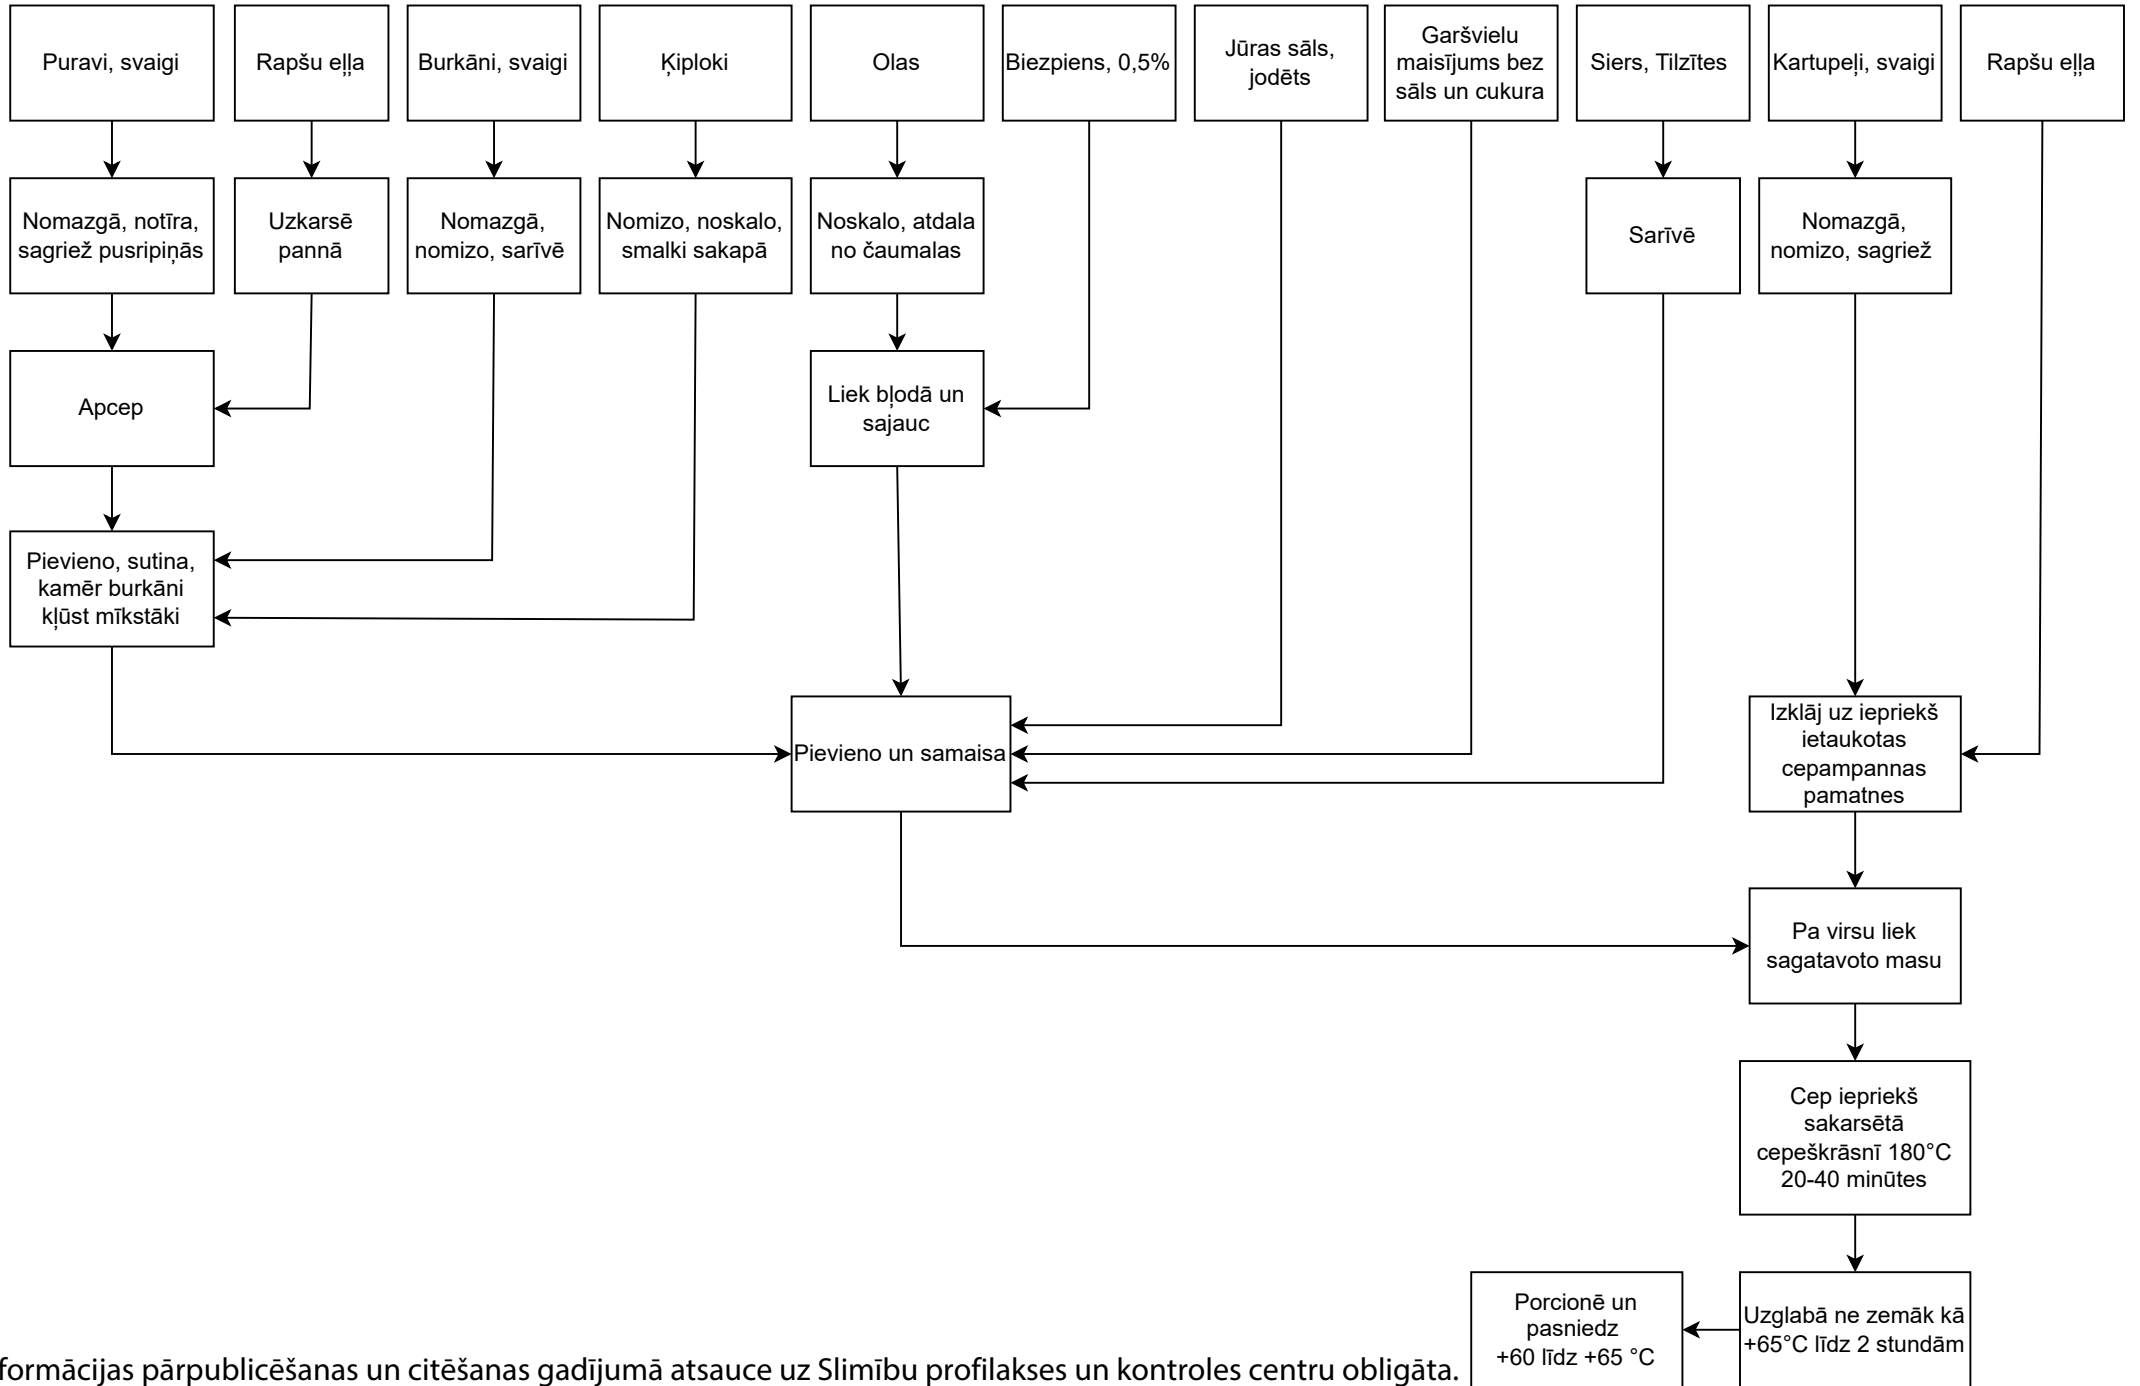 Puravi, svaigi
Rapšu eļļa
Burkāni, svaigi
Ķiploki
Olas
Biezpiens, 0,5%
Jūras sāls,
jodēts
Garšvielu
maisījums bez
sāls un cukura
Siers, Tilzītes
Kartupeļi, svaigi
Rapšu eļļa
Nomazgā, notīra,
sagriež pusripiņās
Uzkarsē
pannā
Nomazgā,
nomizo, sarīvē
Nomizo, noskalo,
smalki sakapā
Noskalo, atdala
no čaumalas
Sarīvē
Nomazgā,
nomizo, sagriež
Apcep
Liek bļodā un
sajauc
Pievieno, sutina,
kamēr burkāni
kļūst mīkstāki
Pievieno un samaisa
Izklāj uz iepriekš
ietaukotas
cepampannas
pamatnes
Pa virsu liek
sagatavoto masu
Cep iepriekš
sakarsētā
cepeškrāsnī 180°C
20-40 minūtes
Porcionē un
pasniedz
+60 līdz +65 °C
Uzglabā ne zemāk kā
+65°C līdz 2 stundām
formācijas pārpublicēšanas un citēšanas gadījumā atsauce uz Slimību profilakses un kontroles centru obligāta.